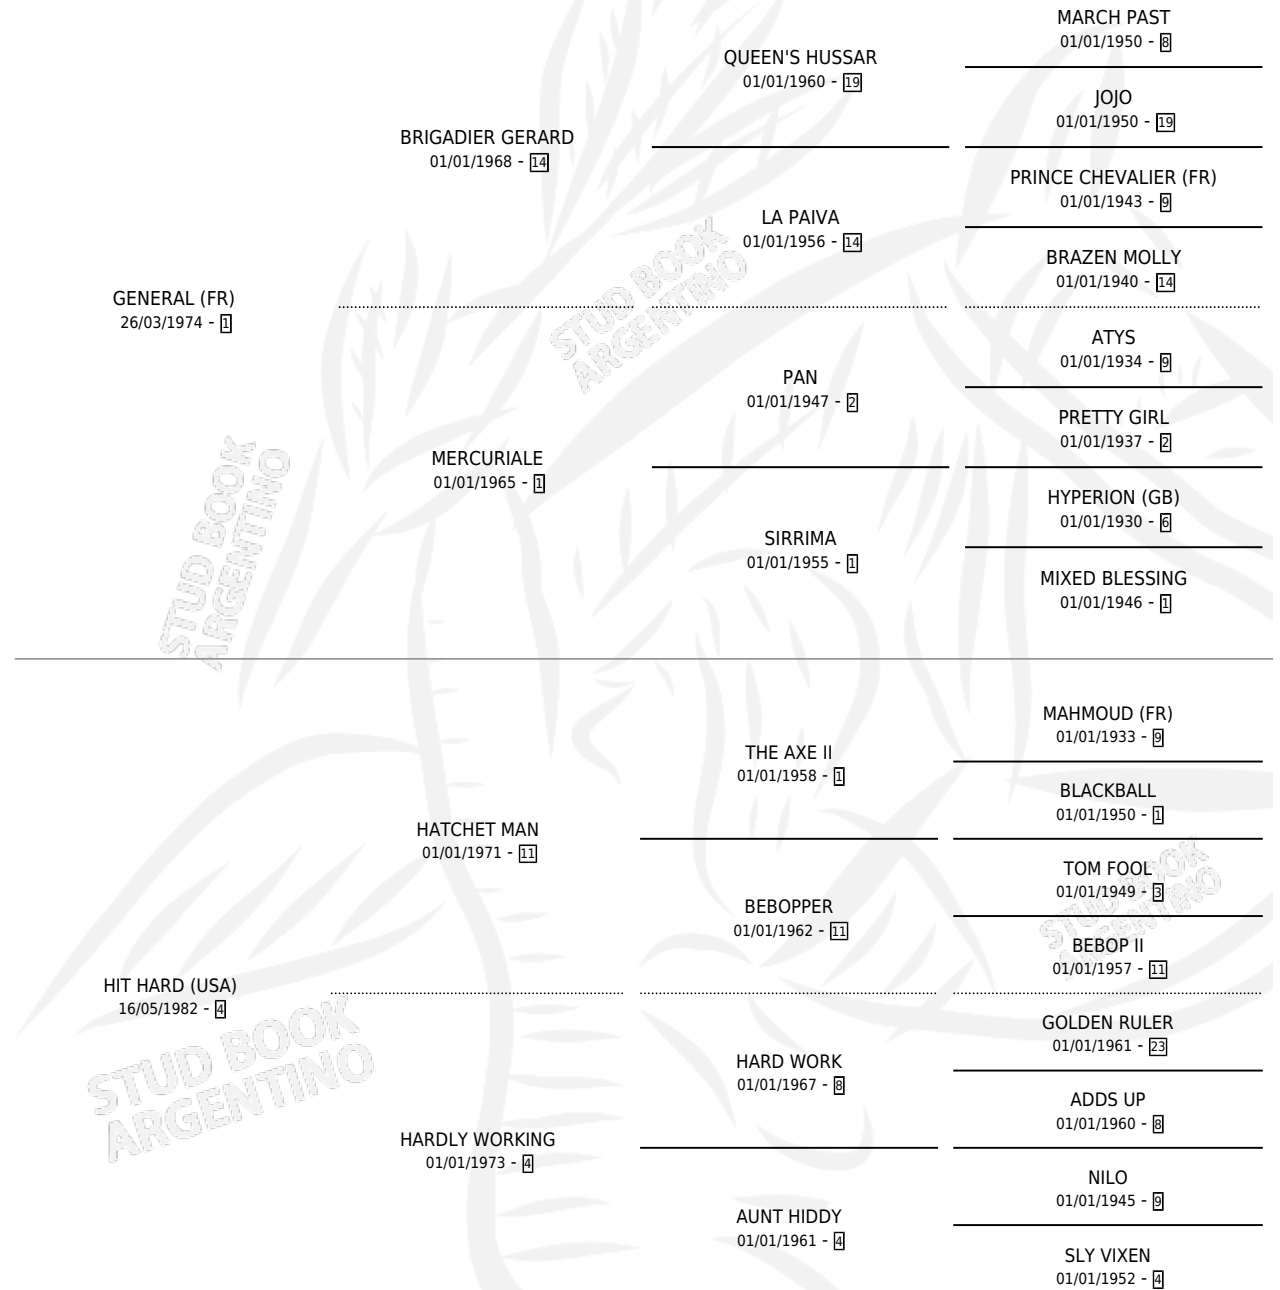 MARCH PAST
01/01/1950 - 8
QUEEN'S HUSSAR
01/01/1960 - 19
JOJO
01/01/1950 - 19
BRIGADIER GERARD
01/01/1968 - 14
PRINCE CHEVALIER (FR)
01/01/1943 - 9
LA PAIVA
01/01/1956 - 14
BRAZEN MOLLY
01/01/1940 - 14
STUD BOOK
ARGENTINO
GENERAL (FR)
26/03/1974 - 1
ATYS
01/01/1934 - 9
PAN
01/01/1947 - 2
PRETTY GIRL
01/01/1937 - 2
MERCURIALE
01/01/1965 - 1
HYPERION (GB)
01/01/1930 - 6
SIRRIMA
01/01/1955 - 1
MIXED BLESSING
01/01/1946 - 1
STUD BOOK
ARGENTINO
MAHMOUD (FR)
01/01/1933 - 9
THE AXE II
01/01/1958 - 1
BLACKBALL
01/01/1950 - 1
HATCHET MAN
01/01/1971 - 11
TOM FOOL
01/01/1949 - 3
BEBOPPER
01/01/1962 - 11
STUD BOOK
ARGENTINO
BEBOP II
01/01/1957 - 11
HIT HARD (USA)
16/05/1982 - 4
STUD BOOK
ARGENTINO
GOLDEN RULER
01/01/1961 - 23
HARD WORK
01/01/1967 - 8
ADDS UP
01/01/1960 - 8
HARDLY WORKING
01/01/1973 - 4
NILO
01/01/1945 - 9
AUNT HIDDY
01/01/1961 - 4
SLY VIXEN
01/01/1952 - 4